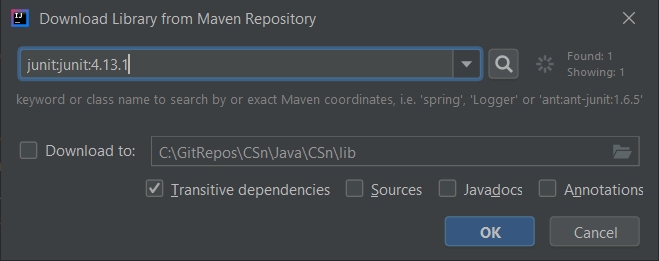 Download Library from Maven Repository
junit:junit:4.13.1
Found: 1
Showing: 1
keyword or class name to search by or exact Maven coordinates, i.e. 'spring', 'Logger' or 'ant:ant-junit:1.6.5'
Download to:
C:\GitRepos\CSn\Java\CSn\lib
Transitive dependencies
Sources
Javadocs
Annotations
OK
Cancel